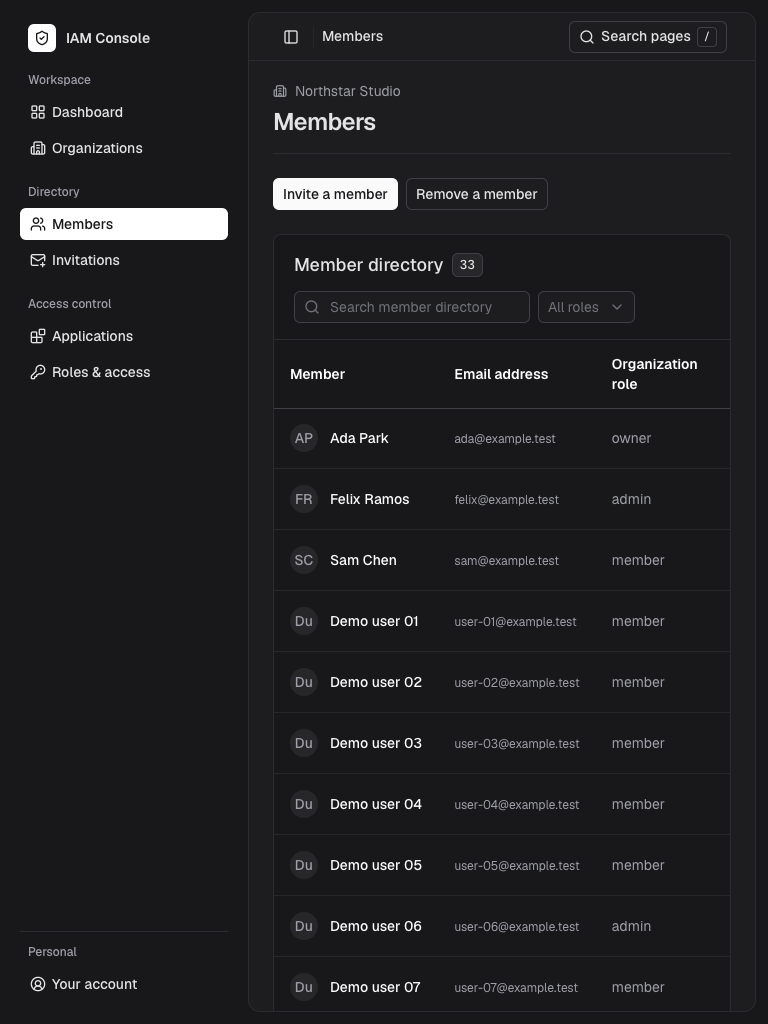 IAM Console
Workspace
Dashboard
Organizations
Directory
Members
Invitations
Access control
Applications
Roles & access
Personal
Your account
Members
Search pages /
Northstar Studio
Members
Invite a member
Remove a member
Member directory 33
Search member directory
All roles
Member Email address Organization role
AP Ada Park ada@example.test owner
FR Felix Ramos felix@example.test admin
SC Sam Chen sam@example.test member
Du Demo user 01 user-01@example.test member
Du Demo user 02 user-02@example.test member
Du Demo user 03 user-03@example.test member
Du Demo user 04 user-04@example.test member
Du Demo user 05 user-05@example.test member
Du Demo user 06 user-06@example.test admin
Du Demo user 07 user-07@example.test member